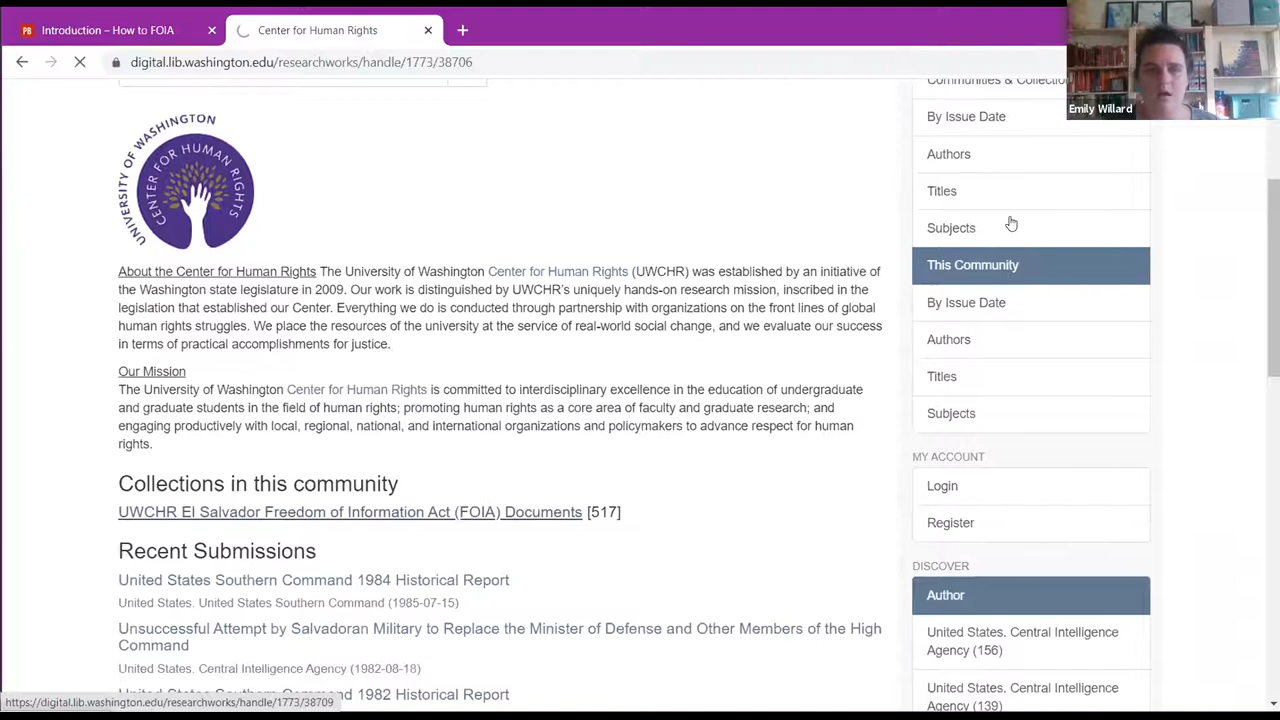 PB Introduction – How to FOIA
Center for Human Rights
digital.lib.washington.edu/researchworks/handle/1773/38706
Emily Willard
UNIVERSITY OF WASHINGTON
CENTER FOR HUMAN RIGHTS
About the Center for Human Rights The University of Washington Center for Human Rights (UWCHR) was established by an initiative of
the Washington state legislature in 2009. Our work is distinguished by UWCHR's uniquely hands-on research mission, inscribed in the
legislation that established our Center. Everything we do is conducted through partnership with organizations on the front lines of global
human rights struggles. We place the resources of the university at the service of real-world social change, and we evaluate our success
in terms of practical accomplishments for justice.
Our Mission
The University of Washington Center for Human Rights is committed to interdisciplinary excellence in the education of undergraduate
and graduate students in the field of human rights; promoting human rights as a core area of faculty and graduate research; and
engaging productively with local, regional, national, and international organizations and policymakers to advance respect for human
rights.
Collections in this community
UWCHR El Salvador Freedom of Information Act (FOIA) Documents [517]
Recent Submissions
United States Southern Command 1984 Historical Report
United States. United States Southern Command (1985-07-15)
Unsuccessful Attempt by Salvadoran Military to Replace the Minister of Defense and Other Members of the High
Command
United States. Central Intelligence Agency (1982-08-18)
United States Southern Command 1982 Historical Report
https://digital.lib.washington.edu/researchworks/handle/1773/38709
Communities & Collectio
By Issue Date
Authors
Titles
Subjects
This Community
By Issue Date
Authors
Titles
Subjects
MY ACCOUNT
Login
Register
DISCOVER
Author
United States. Central Intelligence
Agency (156)
United States. Central Intelligence
Agency (139)